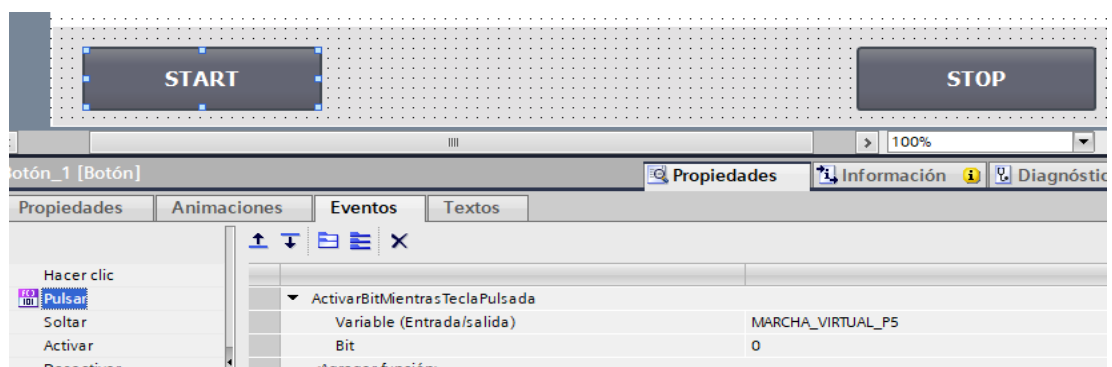 START
STOP
100%
Botón_1 [Botón]
Propiedades
Información
Diagnóstic
Propiedades
Animaciones
Eventos
Textos
Hacer clic
Pulsar
ActivarBitMientrasTeclaPulsada
Soltar
Variable (Entrada/salida)
MARCHA_VIRTUAL_P5
Activar
Bit
0